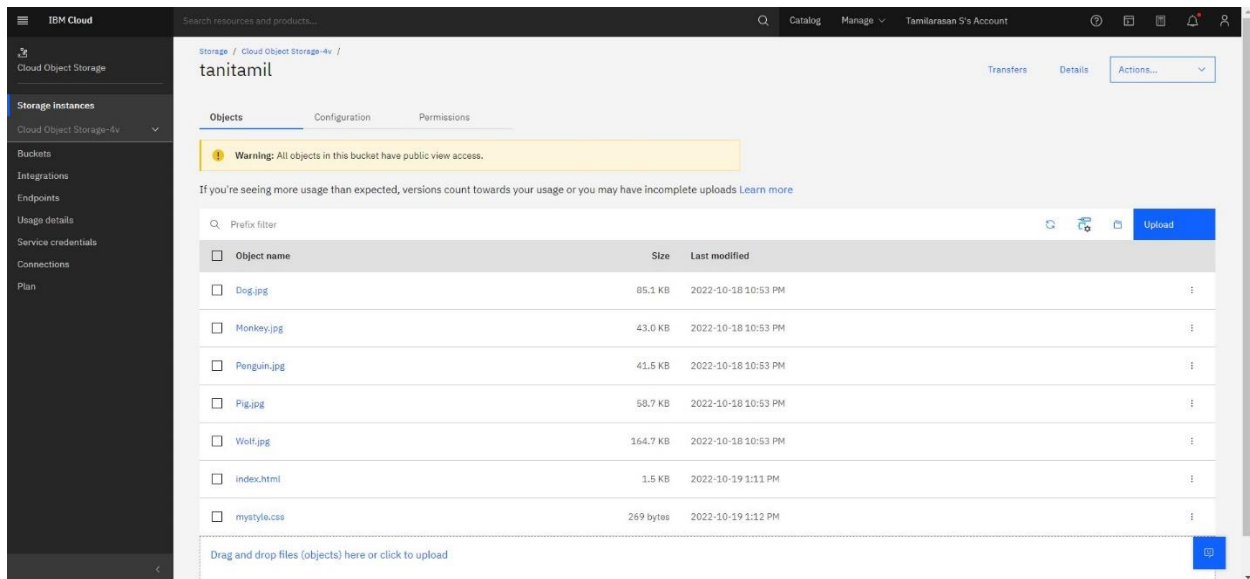 IBM Cloud
Search resources and products...
Catalog
Manage
Tamilarasan S's Account
Cloud Object Storage
Storage instances
Cloud Object Storage-4v
Buckets
Integrations
Endpoints
Usage details
Service credentials
Connections
Plan
Storage / Cloud Object Storage-4v /
tanitamil
Transfers
Details
Actions...
Objects
Configuration
Permissions
Warning: All objects in this bucket have public view access.
If you're seeing more usage than expected, versions count towards your usage or you may have incomplete uploads Learn more
Prefix filter
Upload
Object name Size Last modified
Dog.jpg 85.1 KB 2022-10-18 10:53 PM
Monkey.jpg 43.0 KB 2022-10-18 10:53 PM
Penguin.jpg 41.5 KB 2022-10-18 10:53 PM
Pig.jpg 58.7 KB 2022-10-18 10:53 PM
Wolf.jpg 164.7 KB 2022-10-18 10:53 PM
index.html 1.5 KB 2022-10-19 1:11 PM
mystyle.css 269 bytes 2022-10-19 1:12 PM
Drag and drop files (objects) here or click to upload